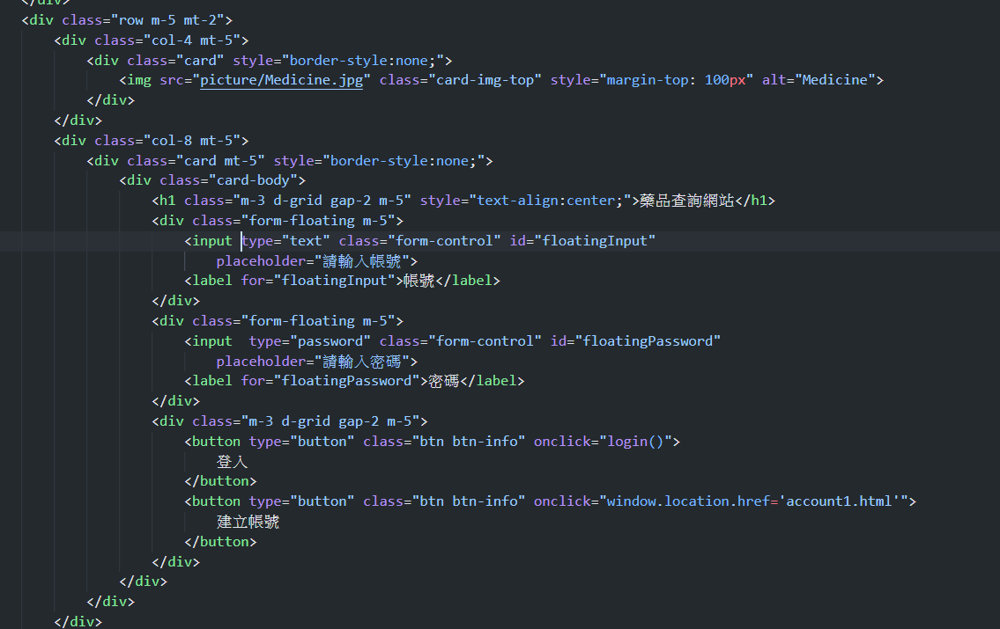 </div>
<div class="row m-5 mt-2">
<div class="col-4 mt-5">
<div class="card" style="border-style:none;">
<img src="picture/Medicine.jpg" class="card-img-top" style="margin-top: 100px" alt="Medicine">
</div>
</div>
<div class="col-8 mt-5">
<div class="card mt-5" style="border-style:none;">
<div class="card-body">
<h1 class="m-3 d-grid gap-2 m-5" style="text-align:center;">藥品查詢網站</h1>
<div class="form-floating m-5">
<input type="text" class="form-control" id="floatingInput"
placeholder="請輸入帳號">
<label for="floatingInput">帳號</label>
</div>
<div class="form-floating m-5">
<input  type="password" class="form-control" id="floatingPassword"
placeholder="請輸入密碼">
<label for="floatingPassword">密碼</label>
</div>
<div class="m-3 d-grid gap-2 m-5">
<button type="button" class="btn btn-info" onclick="login()">
登入
</button>
<button type="button" class="btn btn-info" onclick="window.location.href='account1.html'">
建立帳號
</button>
</div>
</div>
</div>
</div>